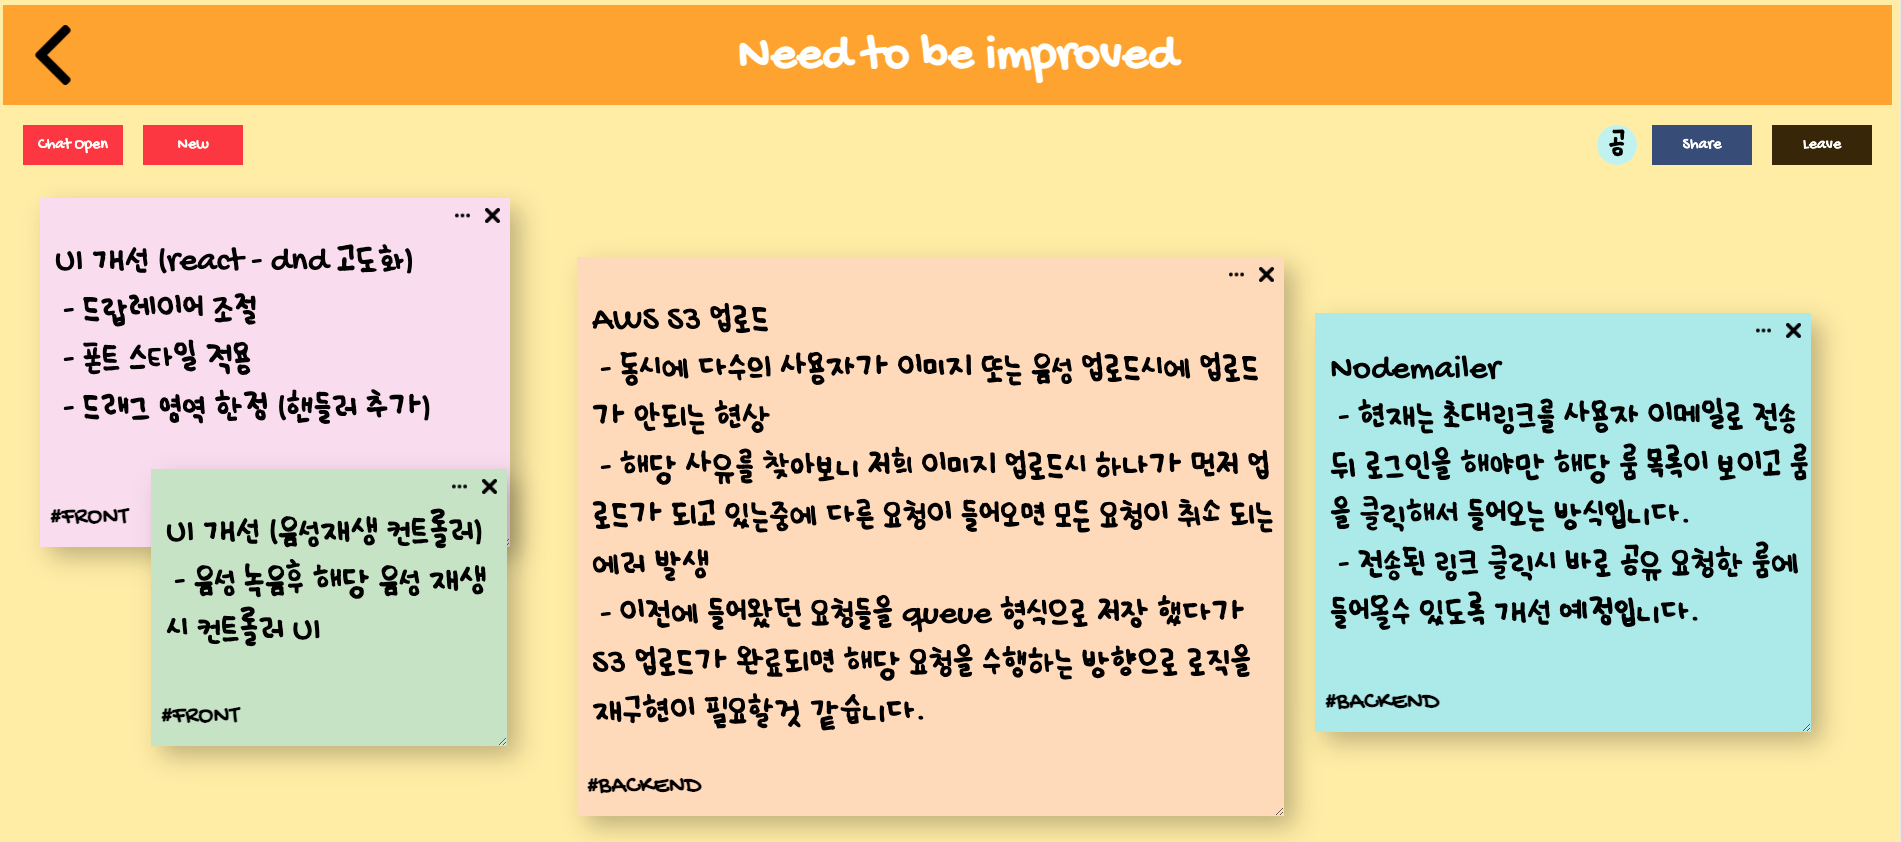 Need to be improved
Chat Open
New
공
Share
Leave
UI 개선 (react - dnd 고도화)
- 드랍레이어 조절
- 폰트 스타일 적용
- 드래그 영역 한정 (핸들러 추가)
#FRONT
UI 개선 (음성재생 컨트롤러)
- 음성 녹음후 해당 음성 재생
시 컨트롤러 UI
#FRONT
AWS S3 업로드
- 동시에 다수의 사용자가 이미지 또는 음성 업로드시에 업로드
가 안되는 현상
- 해당 사유를 찾아보니 저희 이미지 업로드시 하나가 먼저 업
로드가 되고 있는중에 다른 요청이 들어오면 모든 요청이 취소 되는
에러 발생
- 이전에 들어왔던 요청들을 queue 형식으로 저장 했다가
S3 업로드가 완료되면 해당 요청을 수행하는 방향으로 로직을
재구현이 필요할것 같습니다.
#BACKEND
Nodemailer
- 현재는 초대링크를 사용자 이메일로 전송
뒤 로그인을 해야만 해당 룸 목록이 보이고 룸
을 클릭해서 들어오는 방식입니다.
- 전송된 링크 클릭시 바로 공유 요청한 룸에
들어올수 있도록 개선 예정입니다.
#BACKEND